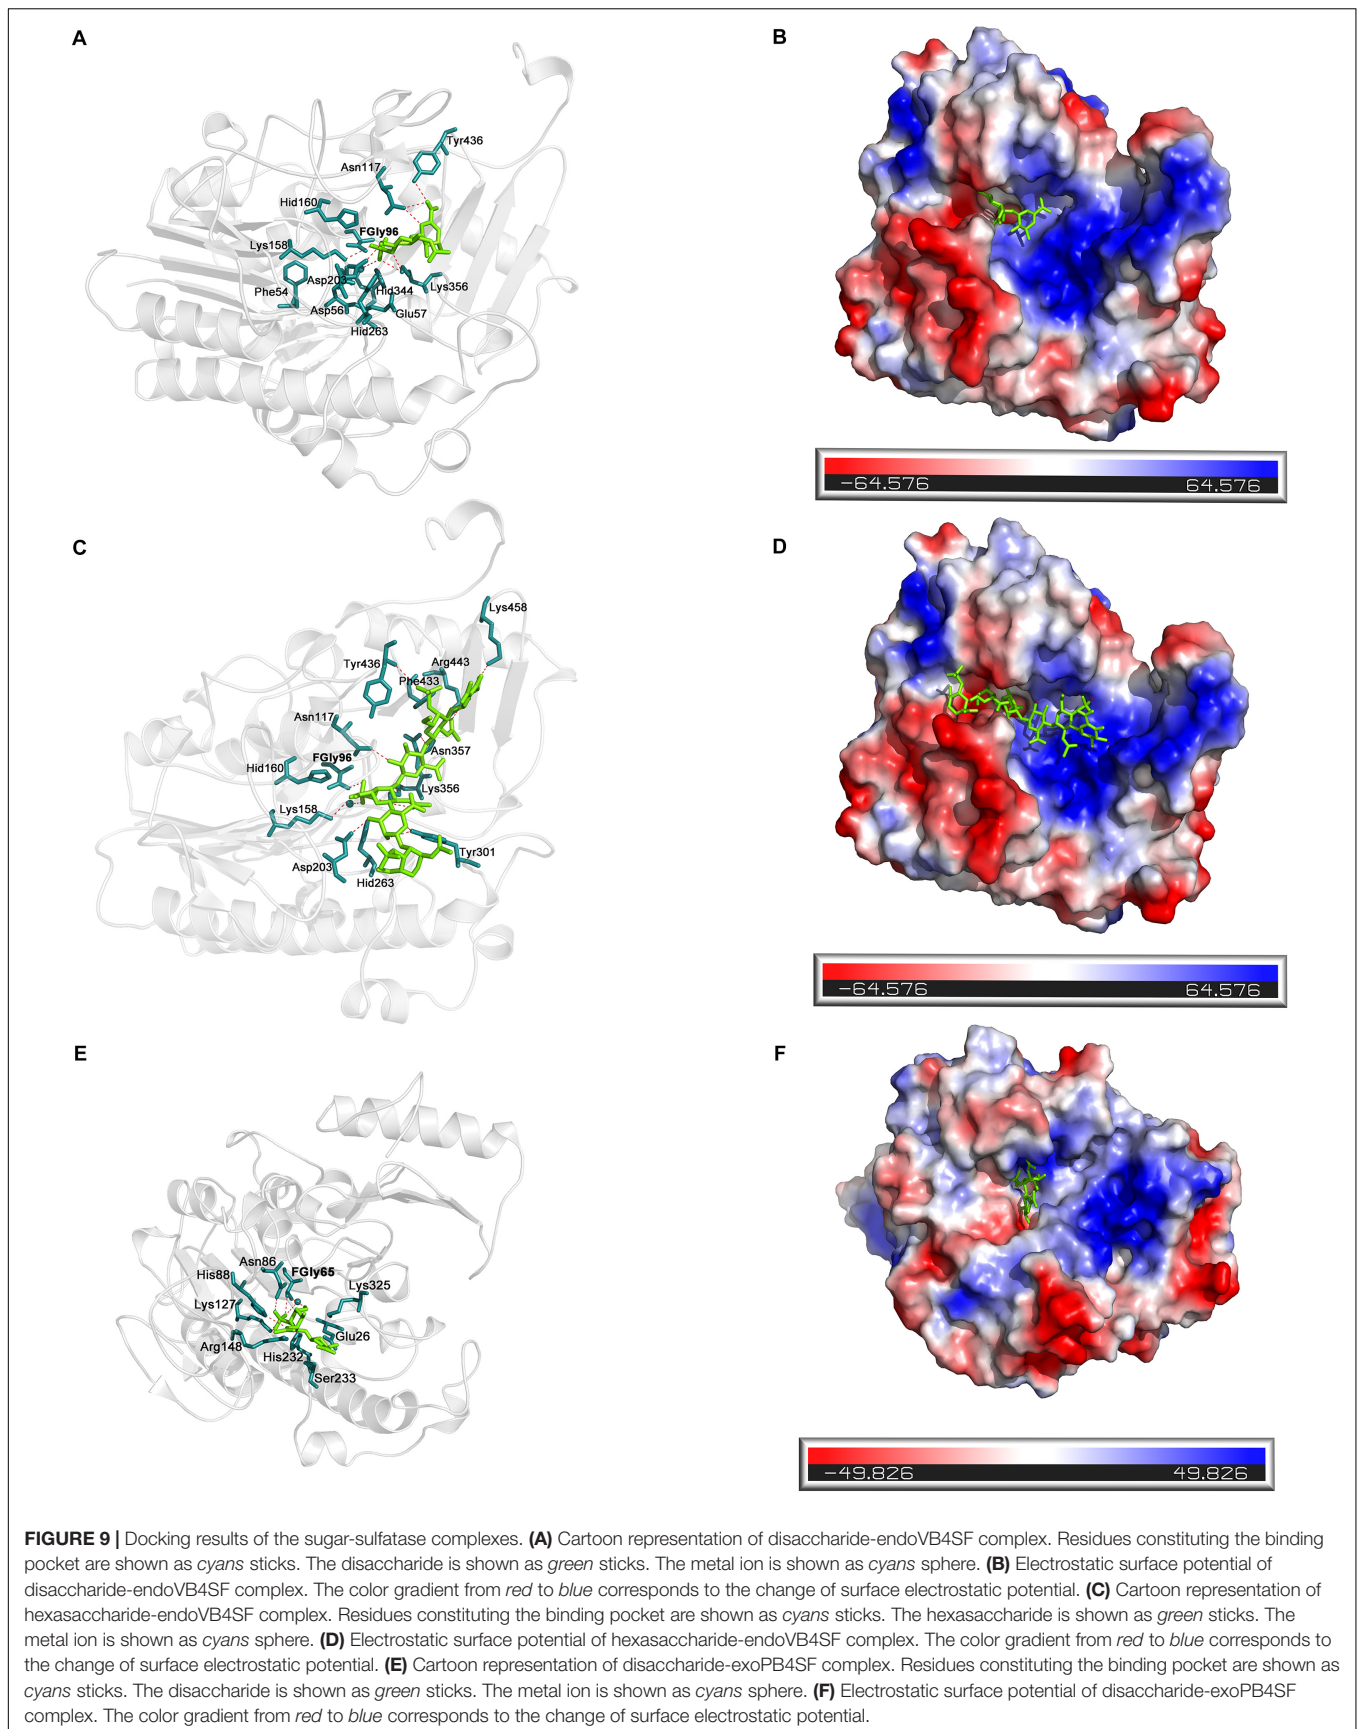 A
B
Tyr436
Asn117
Hid160
FGly96
Lys158
Asp203
Phe54
Hid344
Lys356
Asp56
Glu57
Hid263
−64.576
64.576
C
D
Lys458
Tyr436
Arg443
Phe433
Asn117
Asn357
FGly96
Hid160
Lys356
Lys158
Asp203
Tyr301
Hid263
−64.576
64.576
E
F
Asn86
FGly65
His88
Lys325
Lys127
Glu26
Arg148
His232
Ser233
−49.826
49.826
FIGURE 9 | Docking results of the sugar-sulfatase complexes. (A) Cartoon representation of disaccharide-endoVB4SF complex. Residues constituting the binding
pocket are shown as cyans sticks. The disaccharide is shown as green sticks. The metal ion is shown as cyans sphere. (B) Electrostatic surface potential of
disaccharide-endoVB4SF complex. The color gradient from red to blue corresponds to the change of surface electrostatic potential. (C) Cartoon representation of
hexasaccharide-endoVB4SF complex. Residues constituting the binding pocket are shown as cyans sticks. The hexasaccharide is shown as green sticks. The
metal ion is shown as cyans sphere. (D) Electrostatic surface potential of hexasaccharide-endoVB4SF complex. The color gradient from red to blue corresponds to
the change of surface electrostatic potential. (E) Cartoon representation of disaccharide-exoPB4SF complex. Residues constituting the binding pocket are shown as
cyans sticks. The disaccharide is shown as green sticks. The metal ion is shown as cyans sphere. (F) Electrostatic surface potential of disaccharide-exoPB4SF
complex. The color gradient from red to blue corresponds to the change of surface electrostatic potential.